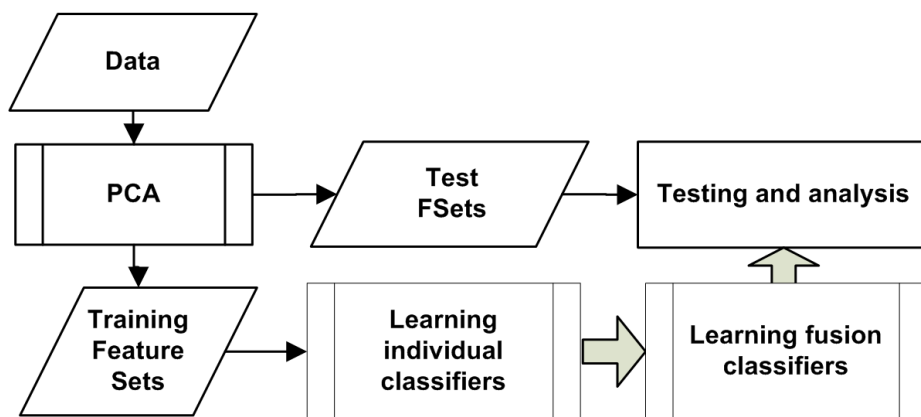 Data
PCA
Test
FSets
Testing and analysis
Training
Feature
Sets
Learning
individual
classifiers
Learning fusion
classifiers